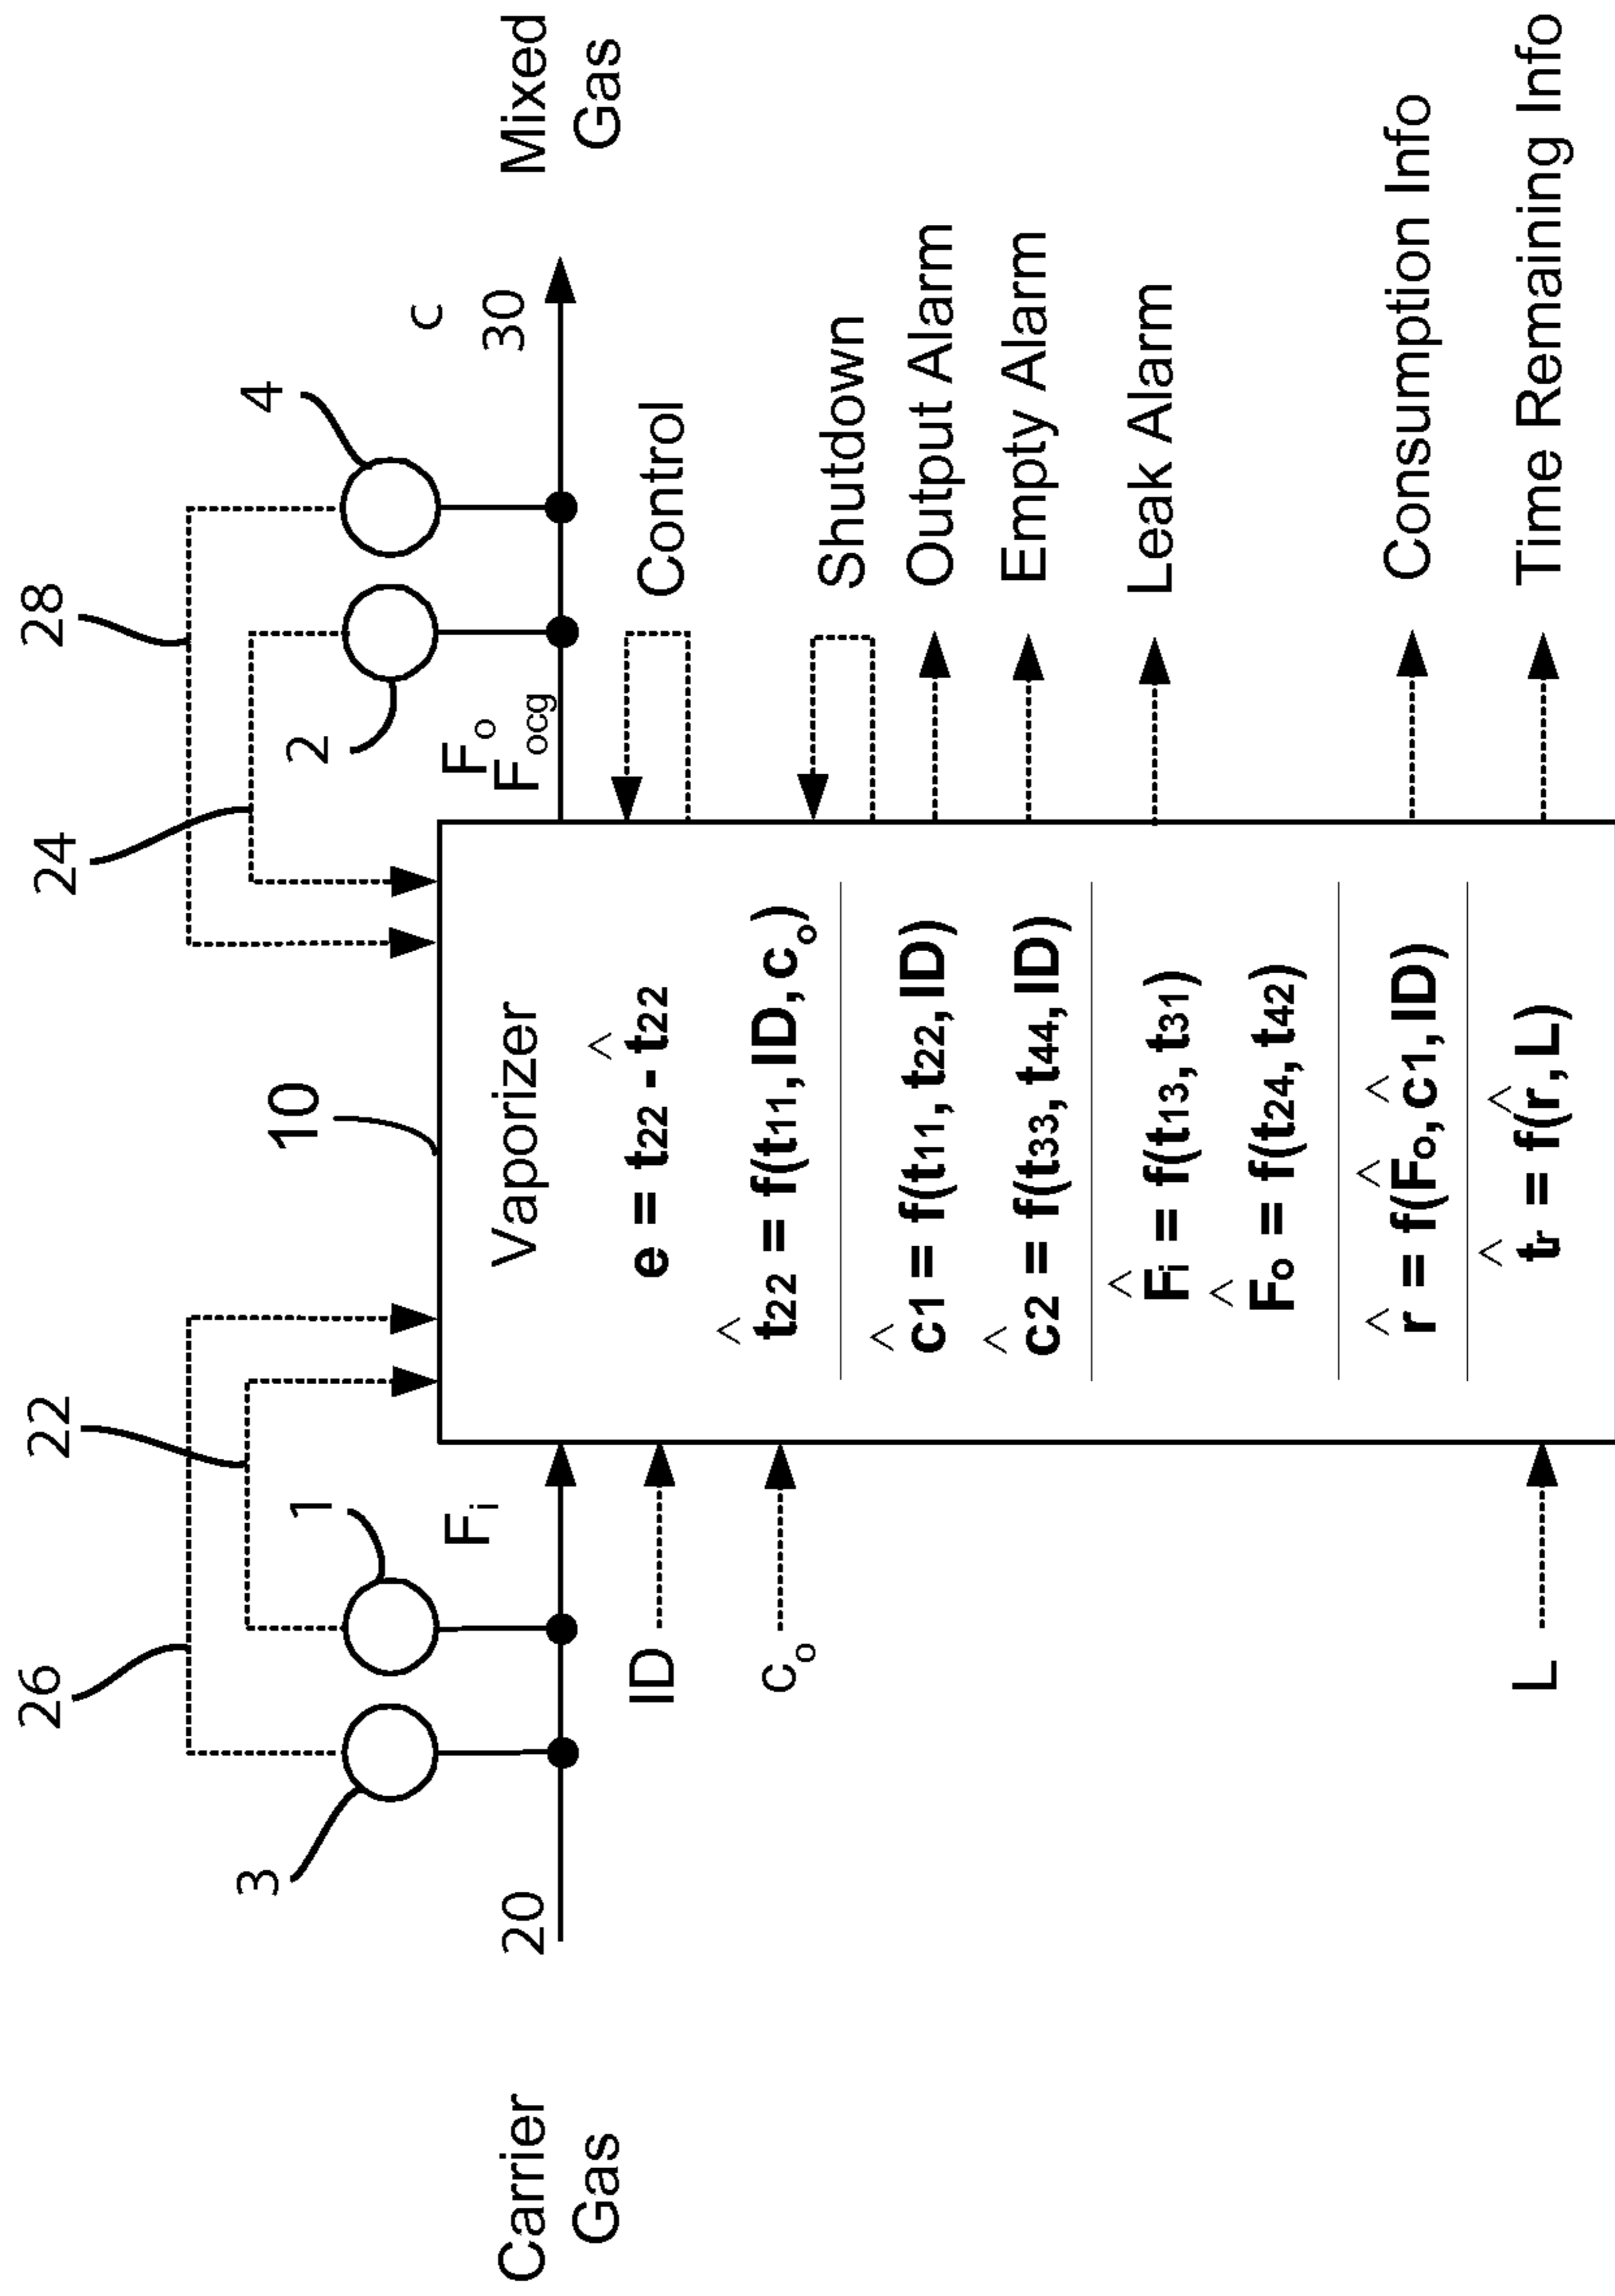 28
26
24
22
3
1
10
2
4
Carrier
Gas
20
F_i
F_o
F_ocg
c
30
Mixed
Gas
Vaporizer
e = t22 - t̂22
t̂22 = f(t11, ID, c_o)
ĉ1 = f(t11, t22, ID)
ĉ2 = f(t33, t44, ID)
F̂i = f(t13, t31)
F̂o = f(t24, t42)
r̂ = f(F̂o, ĉ1, ID)
t̂r = f(r̂, L)
ID
c_o
L
Control
Shutdown
Output Alarm
Empty Alarm
Leak Alarm
Consumption Info
Time Remaining Info